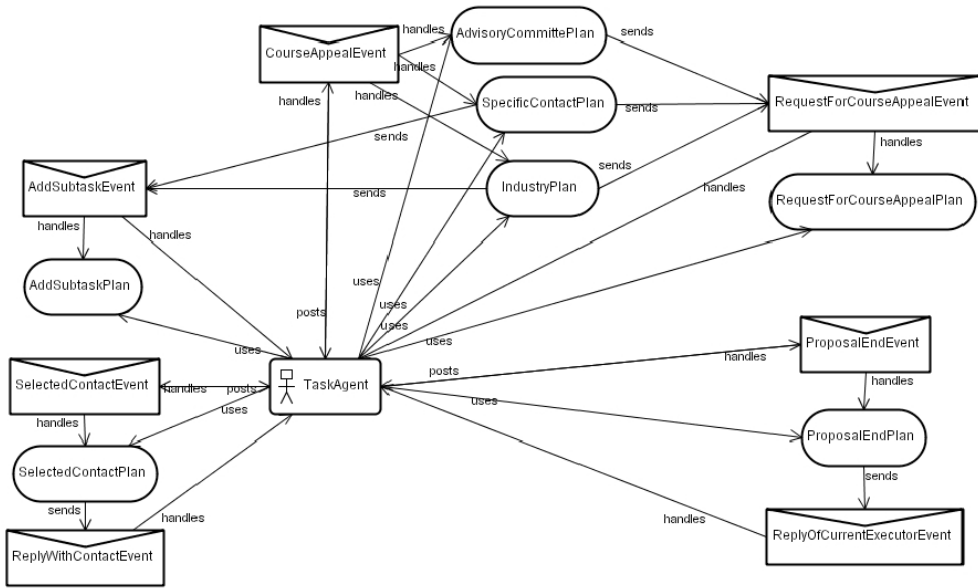 handles
AdvisoryCommittePlan
sends
CourseAppealEvent
handles
handles
handles
SpecificContactPlan
sends
RequestForCourseAppealEvent
sends
handles
AddSubtaskEvent
sends
IndustryPlan
sends
handles
RequestForCourseAppealPlan
handles
handles
AddSubtaskPlan
uses
uses
posts
uses
uses
uses
ProposalEndEvent
handles
SelectedContactEvent
handles
posts
TaskAgent
posts
uses
handles
uses
handles
ProposalEndPlan
SelectedContactPlan
sends
sends
handles
handles
ReplyWithContactEvent
ReplyOfCurrentExecutorEvent